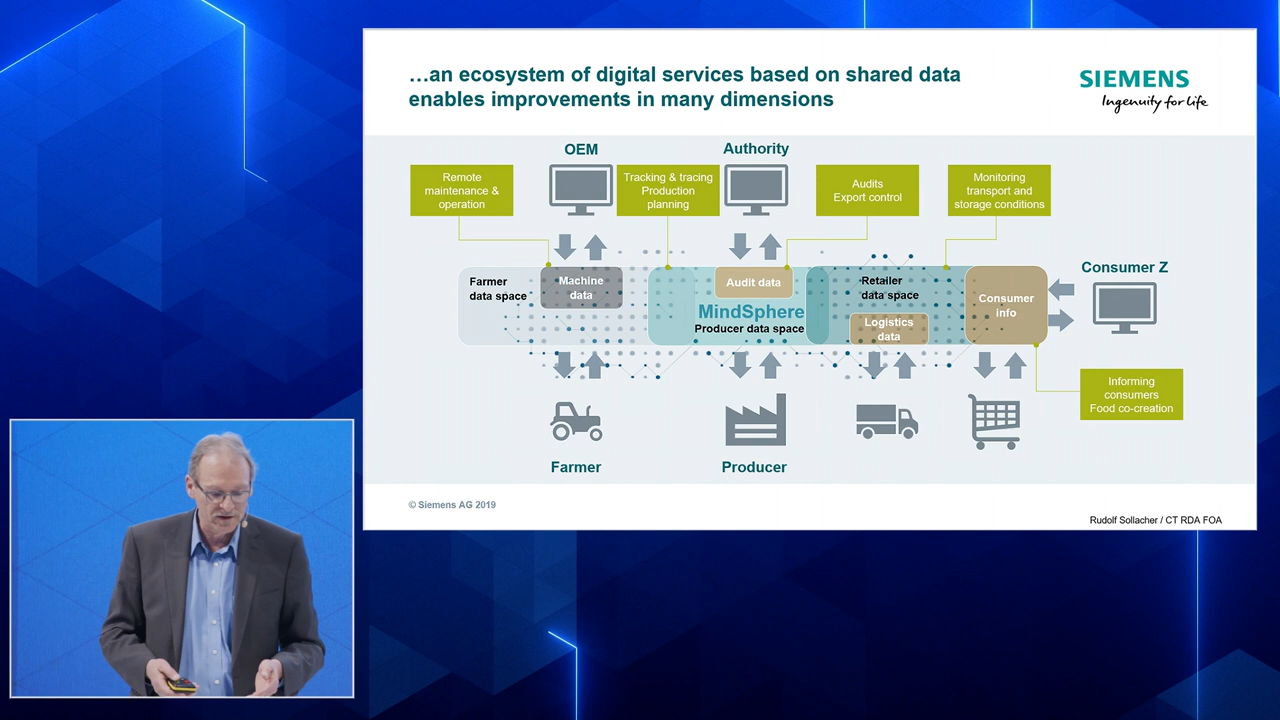 …an ecosystem of digital services based on shared data
enables improvements in many dimensions
SIEMENS
Ingenuity for life
OEM
Authority
Remote
maintenance &
operation
Tracking & tracing
Production
planning
Audits
Export control
Monitoring
transport and
storage conditions
Farmer
data space
Machine
data
Audit data
MindSphere
Producer data space
Retailer
data space
Logistics
data
Consumer
info
Consumer Z
Informing
consumers
Food co-creation
Farmer
Producer
© Siemens AG 2019
Rudolf Sollacher / CT RDA FOA